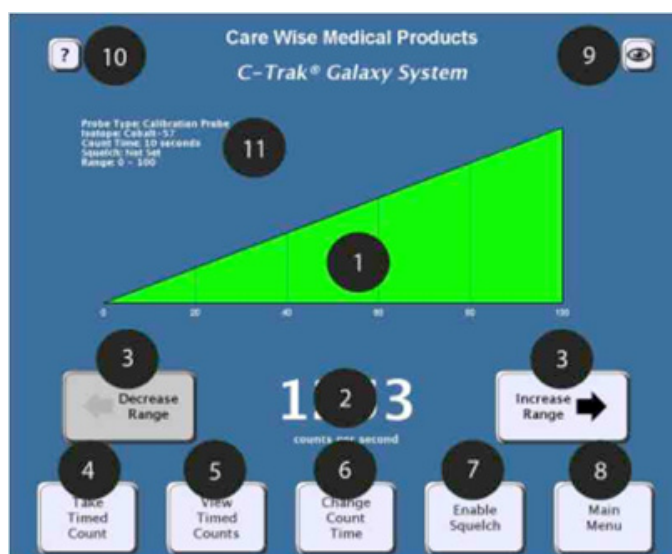 Care Wise Medical Products
C-Trak® Galaxy System
?
10
9
Probe Type: Calibration Probe
Isotope: Cobalt-57
Count Time: 10 seconds
Squelch: Not Set
Range: 0 - 100
11
1
0 20 40 60 80 100
3
Decrease
Range
2
counts per second
3
Increase
Range
4
Take
Timed
Count
5
View
Timed
Counts
6
Change
Count
Time
7
Enable
Squelch
8
Main
Menu